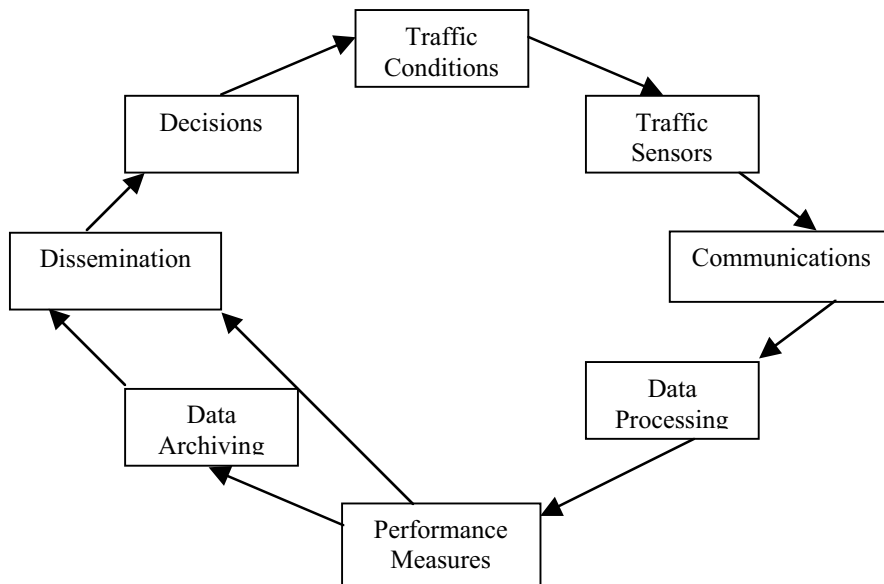 Traffic
Conditions
Decisions
Traffic
Sensors
Dissemination
Communications
Data
Archiving
Data
Processing
Performance
Measures